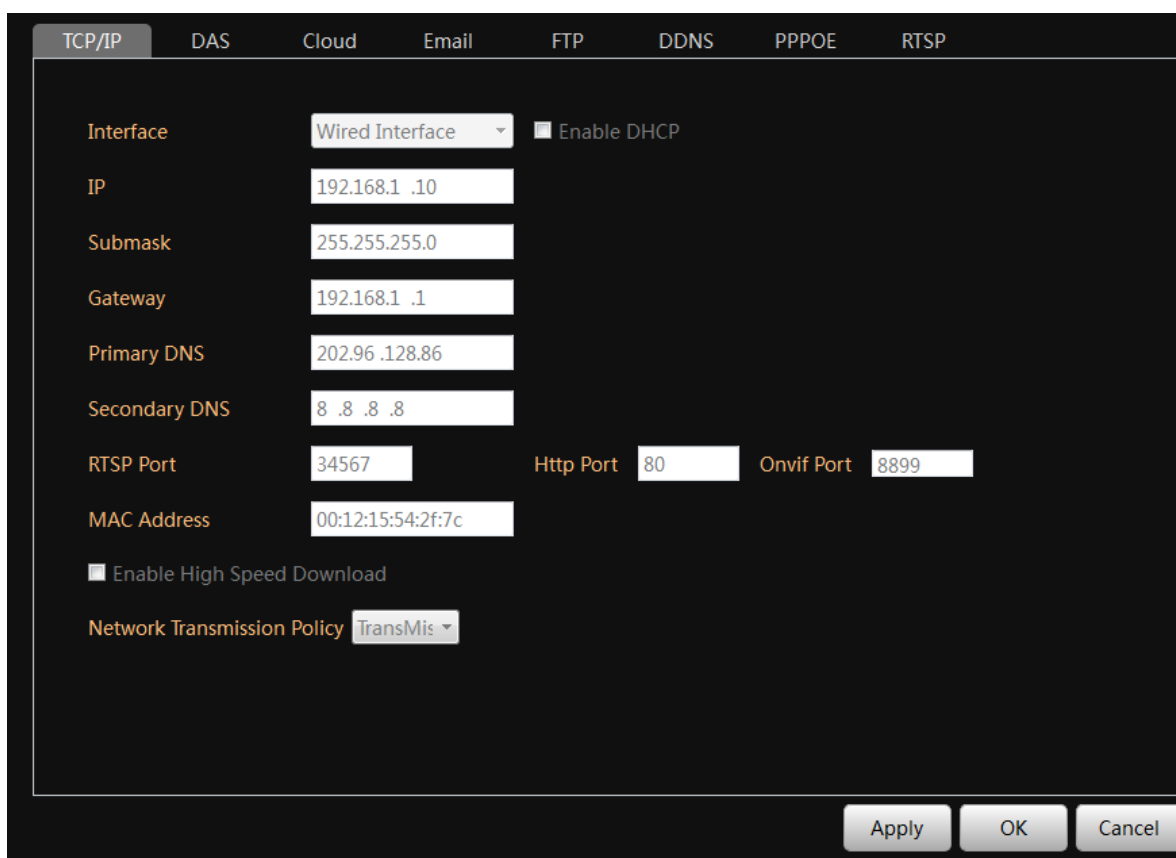 TCP/IP DAS Cloud Email FTP DDNS PPPOE RTSP
Interface Wired Interface Enable DHCP
IP 192.168.1 .10
Submask 255.255.255.0
Gateway 192.168.1 .1
Primary DNS 202.96 .128.86
Secondary DNS 8 .8 .8 .8
RTSP Port 34567 Http Port 80 Onvif Port 8899
MAC Address 00:12:15:54:2f:7c
Enable High Speed Download
Network Transmission Policy TransMis
Apply OK Cancel